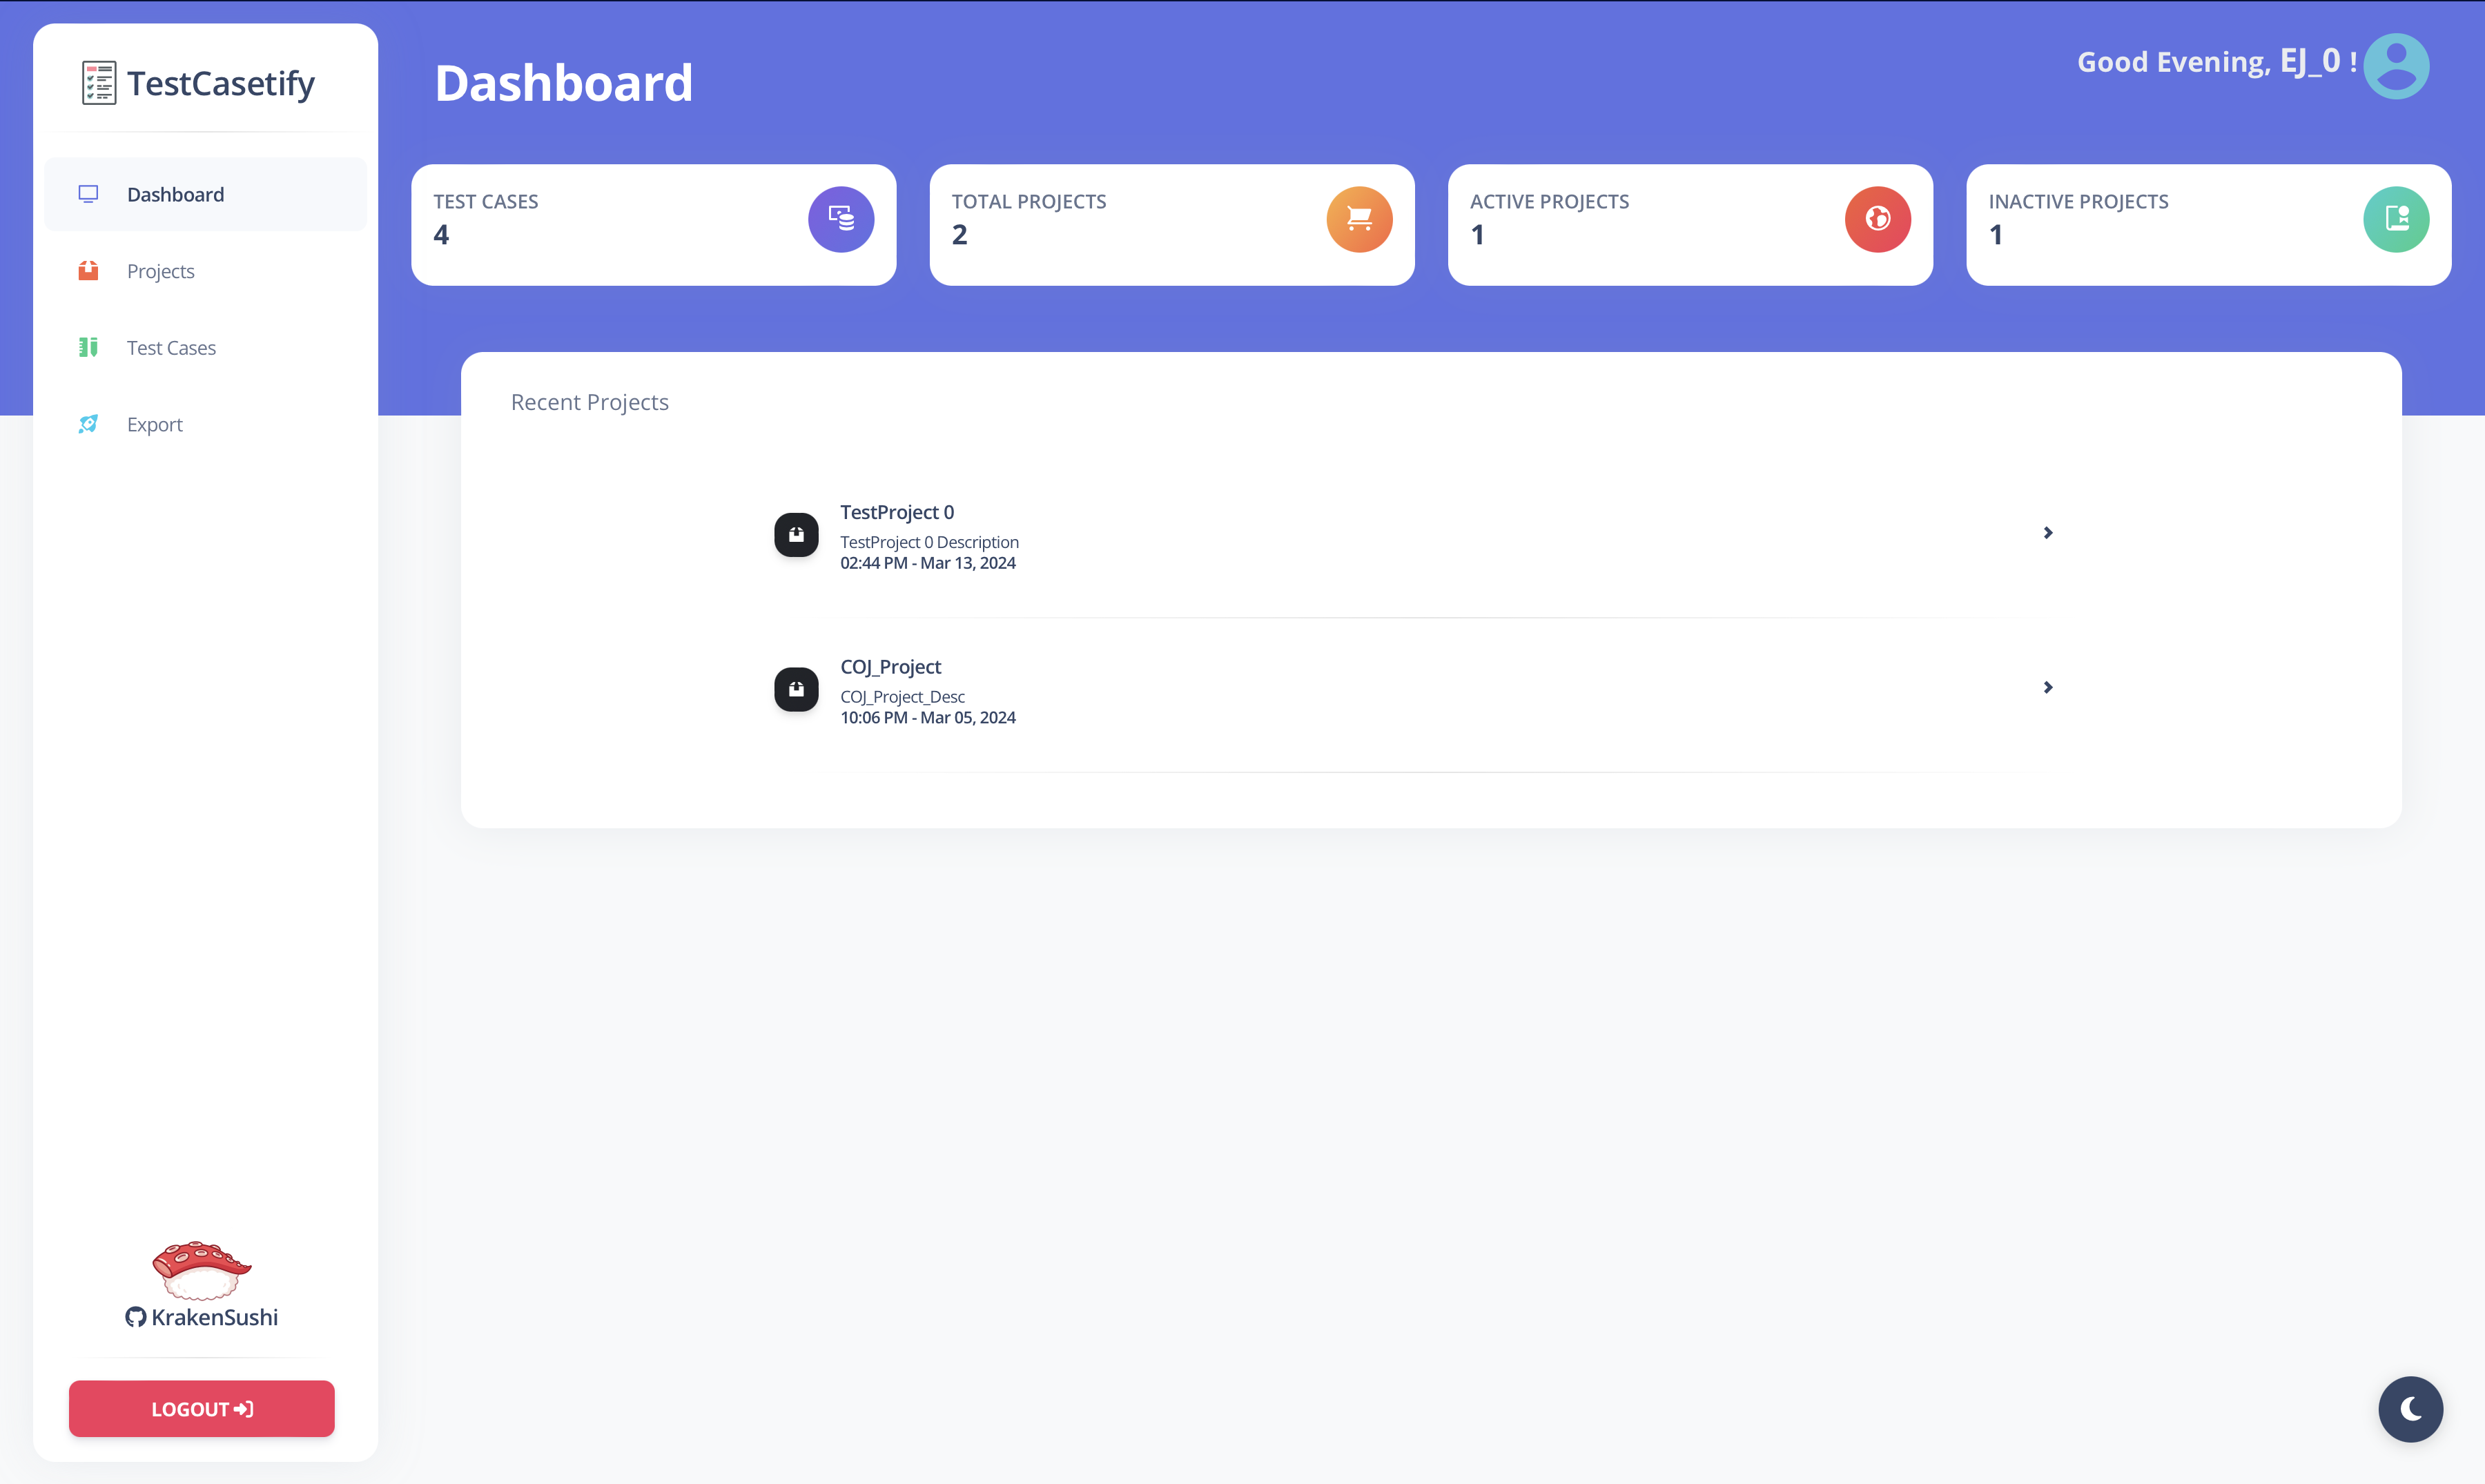 TestCasetify
Dashboard
Projects
Test Cases
Export
KrakenSushi
LOGOUT
Dashboard
Good Evening, EJ_0 !
TEST CASES
4
TOTAL PROJECTS
2
ACTIVE PROJECTS
1
INACTIVE PROJECTS
1
Recent Projects
TestProject 0
TestProject 0 Description
02:44 PM - Mar 13, 2024
COJ_Project
COJ_Project_Desc
10:06 PM - Mar 05, 2024